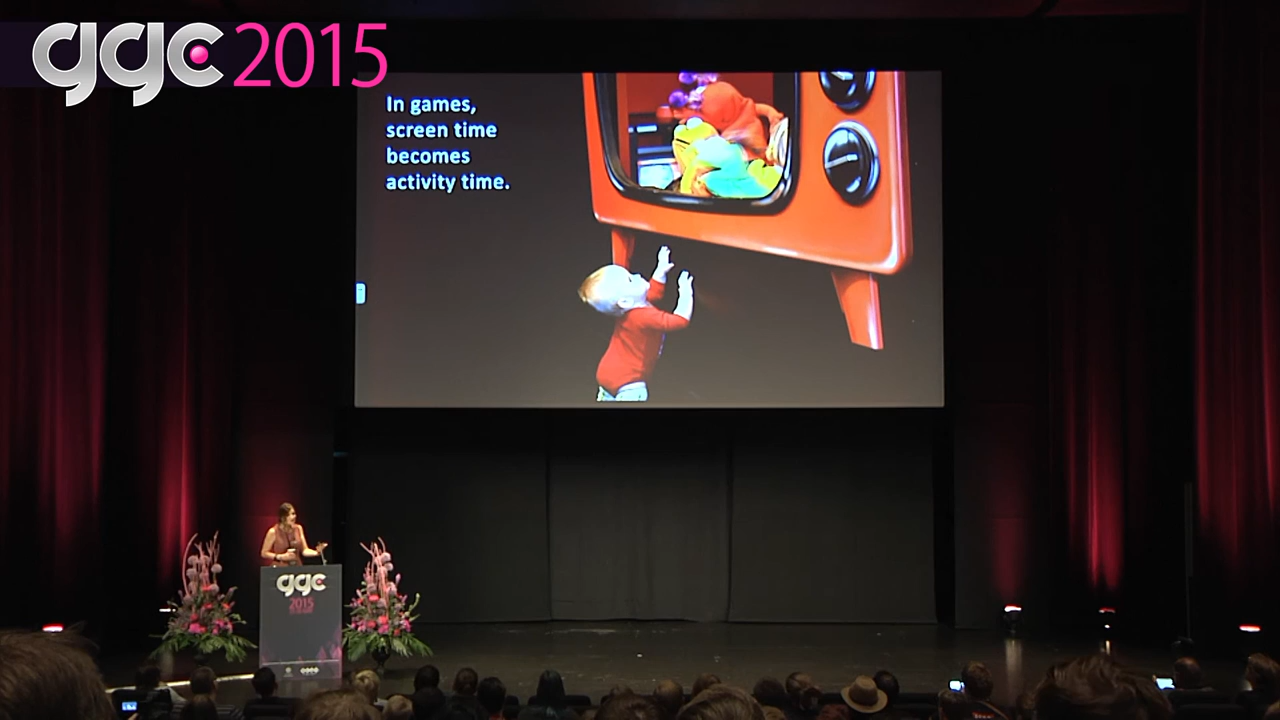 ggc 2015
In games,
screen time
becomes
activity time.
ggc
2015